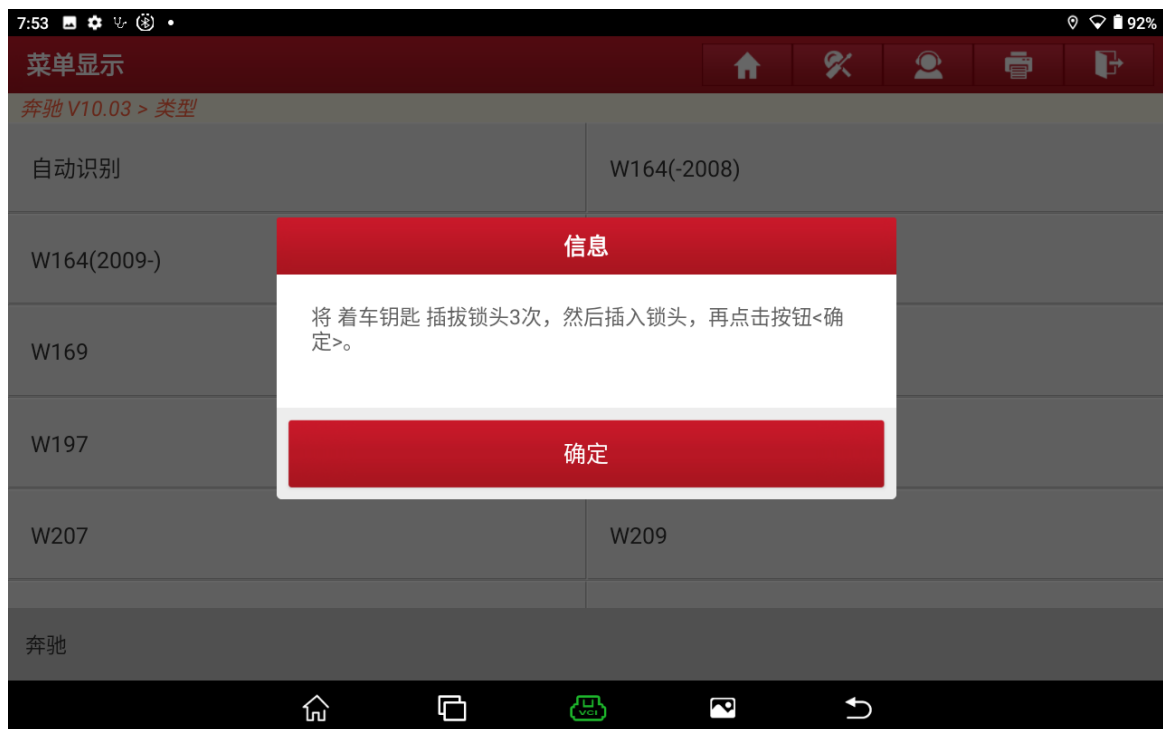 7:53
92%
菜单显示
奔驰 V10.03 > 类型
自动识别
W164(-2008)
W164(2009-)
信息
将 着车钥匙 插拔锁头3次，然后插入锁头，再点击按钮<确
定>。
W169
W197
确定
W207
W209
奔驰
VCI